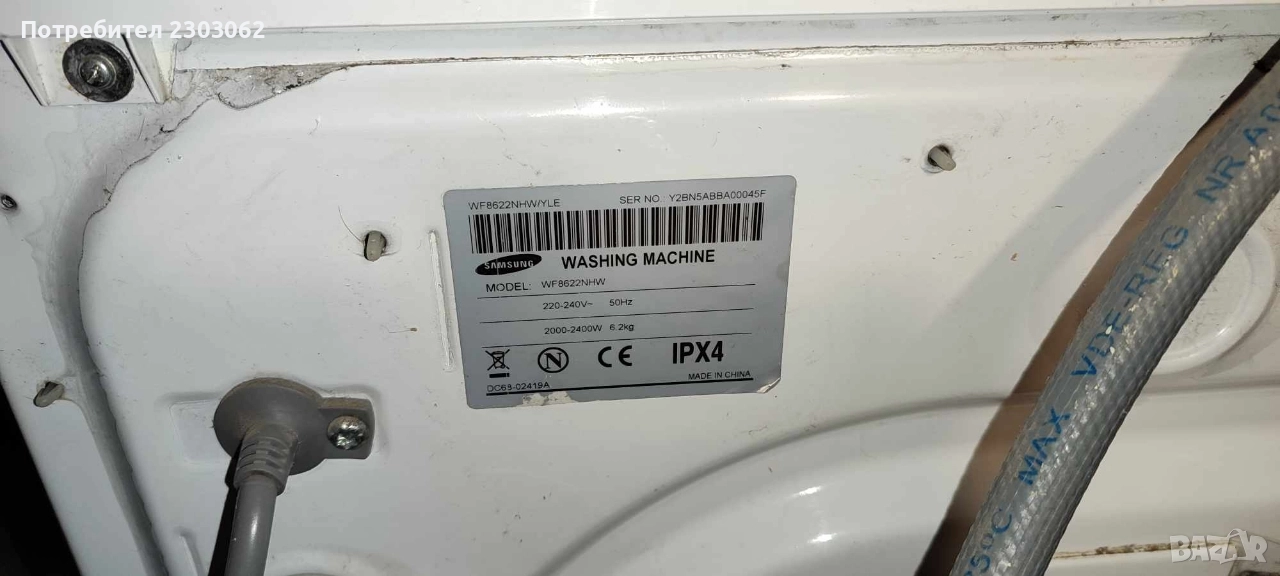 Потребител 2303062
WF8622NHW/YLE SER NO. Y2BN5ABBA00045F
SAMSUNG WASHING MACHINE
MODEL: WF8622NHW
220-240V~ 50Hz
2000-2400W 6.2kg
N CE IPX4
DC68-02419A MADE IN CHINA
MAX VDE-REG NR
BAZAR